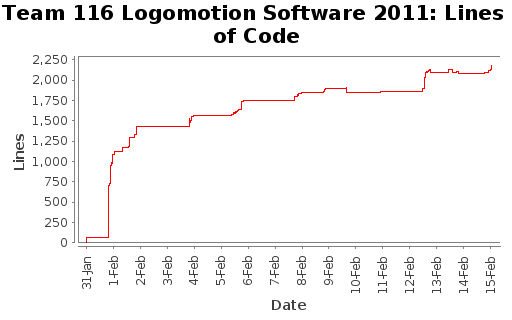 Team 116 Logomotion Software 2011: Lines
of Code
2,250
2,000
1,750
1,500
1,250
1,000
750
500
250
0
Lines
31-Jan
1-Feb
2-Feb
3-Feb
4-Feb
5-Feb
6-Feb
7-Feb
8-Feb
9-Feb
10-Feb
11-Feb
12-Feb
13-Feb
14-Feb
15-Feb
Date